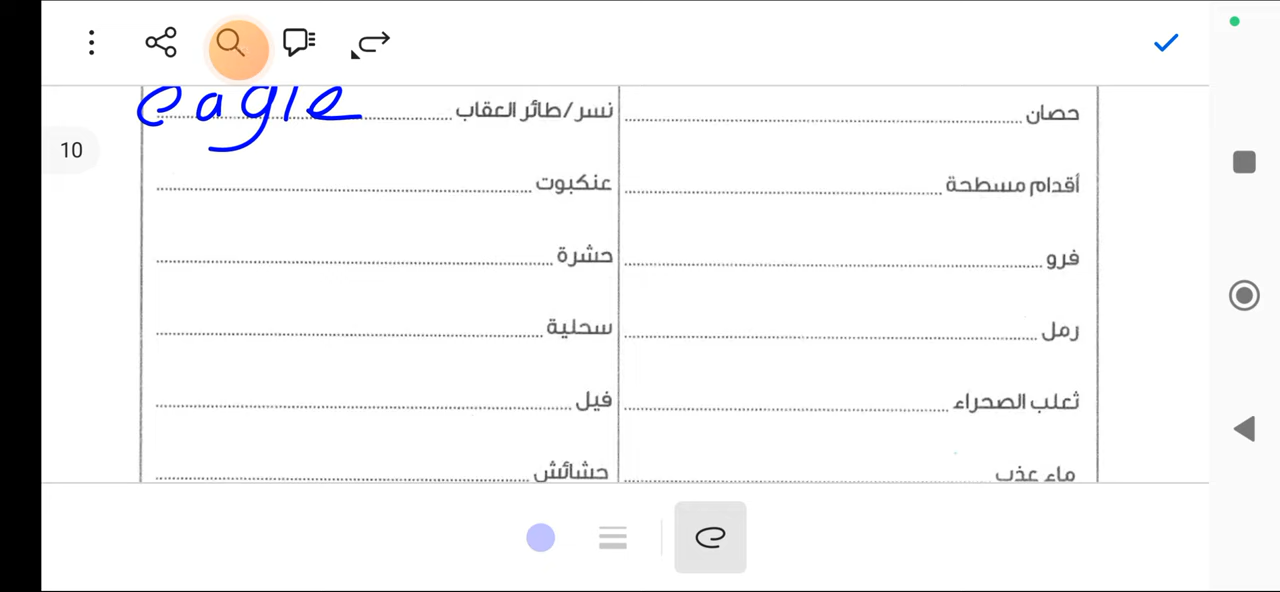 10
حصان
نسر/طائر العقاب eagle
أقدام مسطحة
عنكبوت
فرو
حشرة
رمل
سحلية
ثعلب الصحراء
فيل
ماء عذب
حشائش